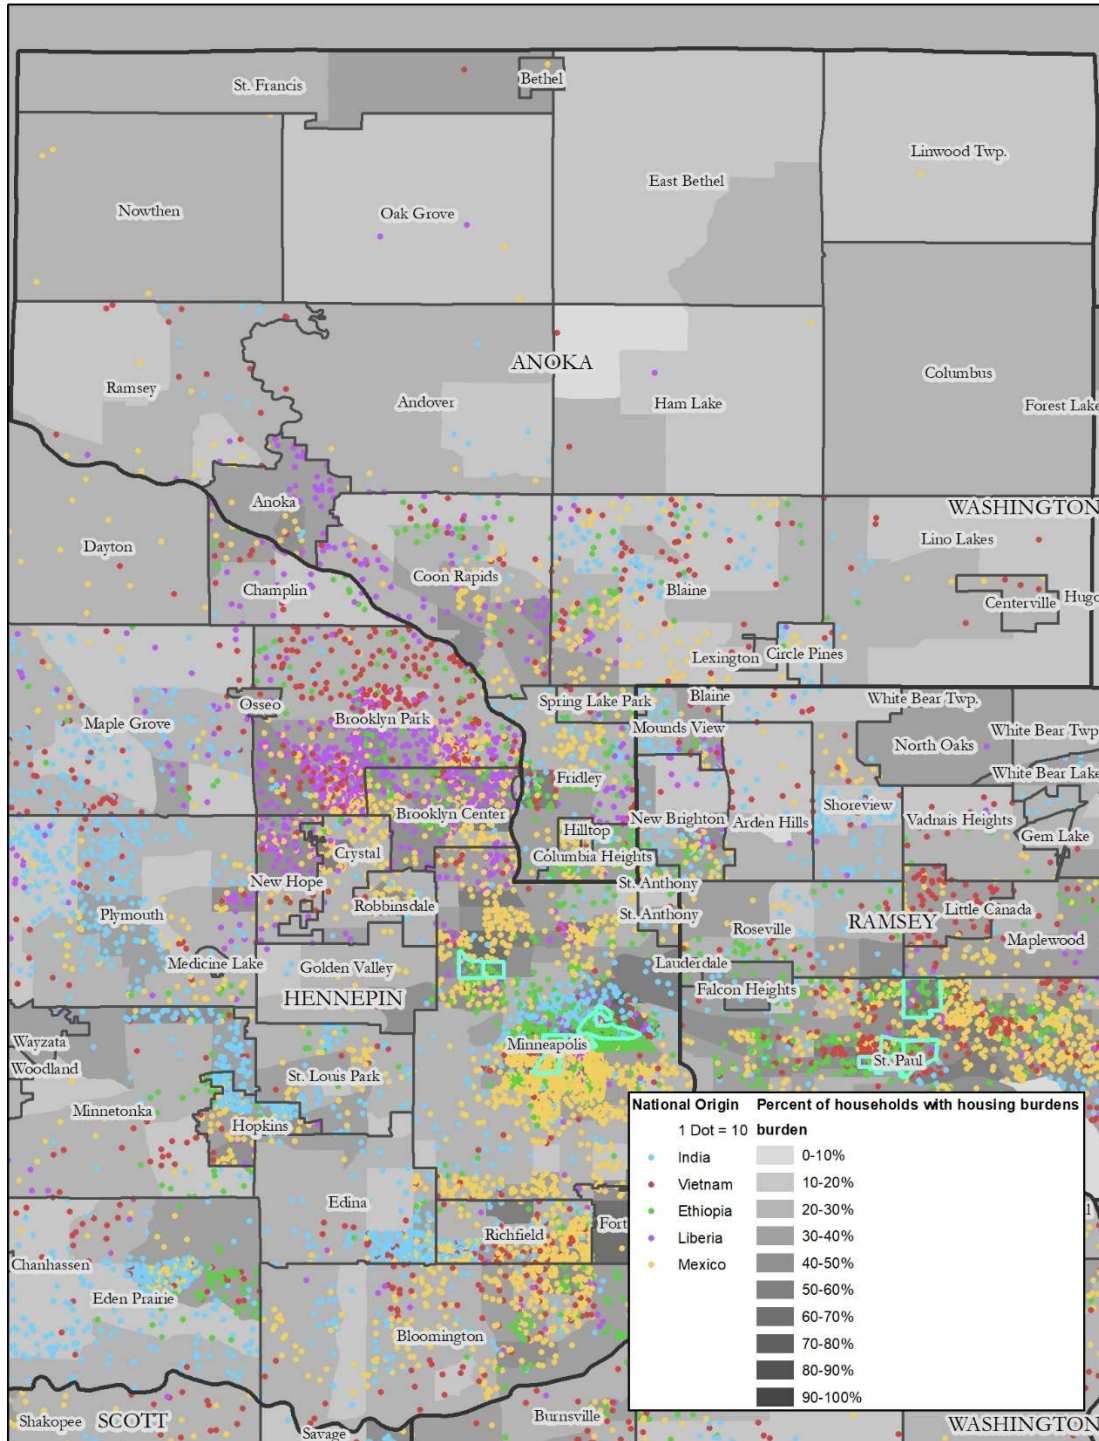 St. Francis
Bethel
Linwood Twp.
East Bethel
Nowthen
Oak Grove
ANOKA
Columbus
Ramsey
Andover
Ham Lake
Forest Lake
Anoka
WASHINGTON
Dayton
Lino Lakes
Coon Rapids
Champlin
Blaine
Centerville
Hugo
Lexington
Circle Pines
Osseo
Spring Lake Park
Blaine
White Bear Twp.
Maple Grove
Brooklyn Park
Mounds View
North Oaks
White Bear Twp.
Fridley
White Bear Lake
Shoreview
Brooklyn Center
New Brighton
Arden Hills
Vadnais Heights
Hilltop
Gem Lake
Crystal
Columbia Heights
New Hope
St. Anthony
Robbinsdale
Plymouth
St. Anthony
Little Canada
Roseville
RAMSEY
Maplewood
Medicine Lake
Golden Valley
Lauderdale
Falcon Heights
HENNEPIN
Wayzata
Minneapolis
Woodland
St. Louis Park
St. Paul
Minnetonka
Hopkins
Edina
Richfield
Fort
Chanhassen
Eden Prairie
Bloomington
Shakopee
SCOTT
Savage
Burnsville
WASHINGTON
National Origin
1 Dot = 10
India
Vietnam
Ethiopia
Liberia
Mexico
Percent of households with housing burdens
burden
0-10%
10-20%
20-30%
30-40%
40-50%
50-60%
60-70%
70-80%
80-90%
90-100%